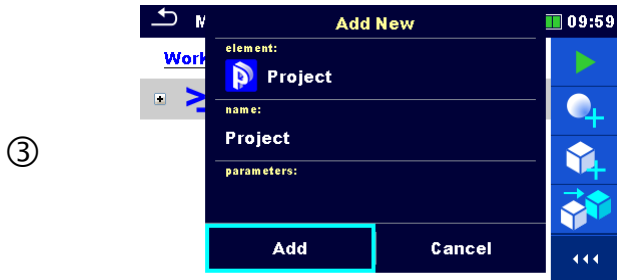 ③
M
Add New
09:59
Work
element:
Project
name:
Project
parameters:
Add
Cancel